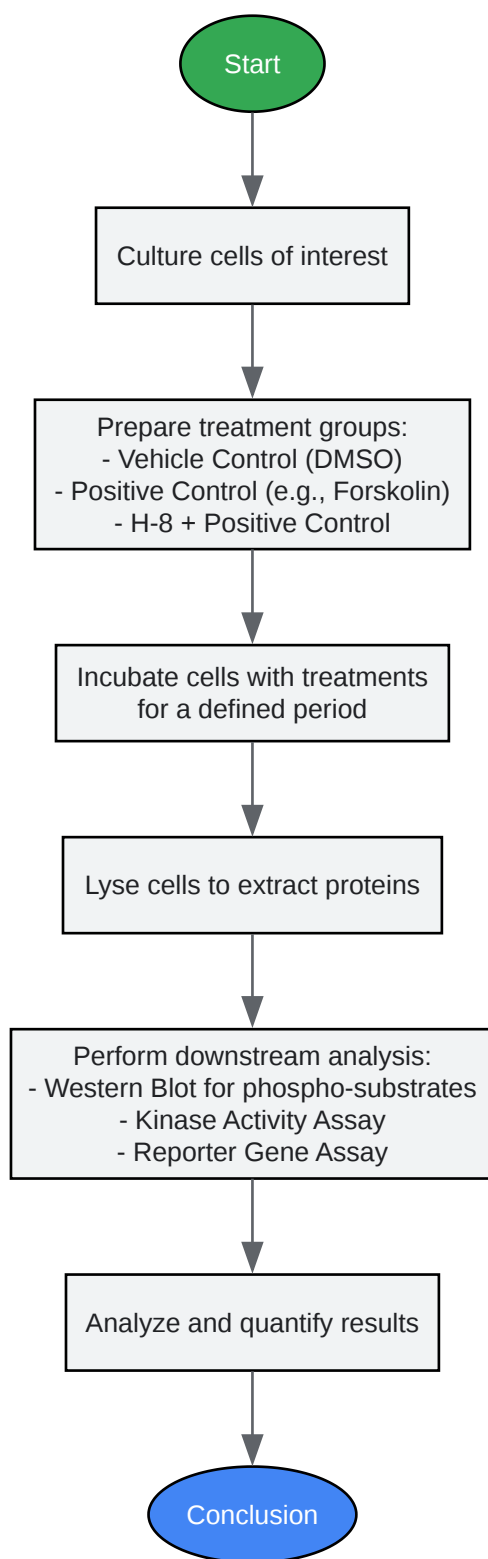 Start
Culture cells of interest
Prepare treatment groups:
- Vehicle Control (DMSO)
- Positive Control (e.g., Forskolin)
- H-8 + Positive Control
Incubate cells with treatments
for a defined period
Lyse cells to extract proteins
Perform downstream analysis:
- Western Blot for phospho-substrates
- Kinase Activity Assay
- Reporter Gene Assay
Analyze and quantify results
Conclusion